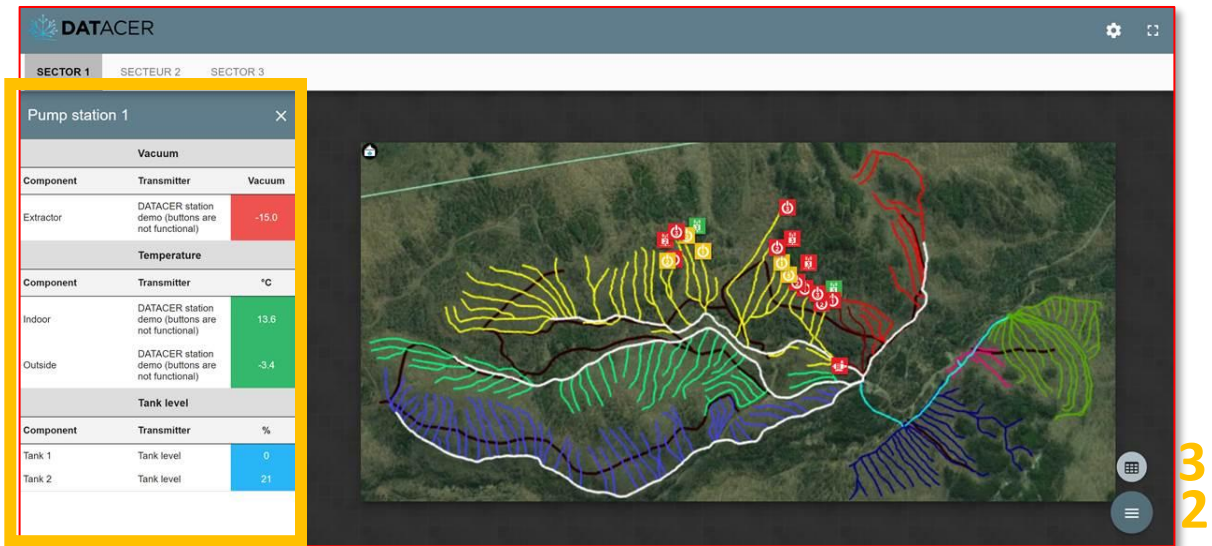 DATACER
SECTOR 1 SECTEUR 2 SECTOR 3
Pump station 1
Vacuum
Component Transmitter Vacuum
Extractor DATACER station -15.0
demo (buttons are
not functional)
Temperature
Component Transmitter °C
Indoor DATACER station 13.6
demo (buttons are
not functional)
Outside DATACER station -3.4
demo (buttons are
not functional)
Tank level
Component Transmitter %
Tank 1 Tank level 0
Tank 2 Tank level 21
3
2